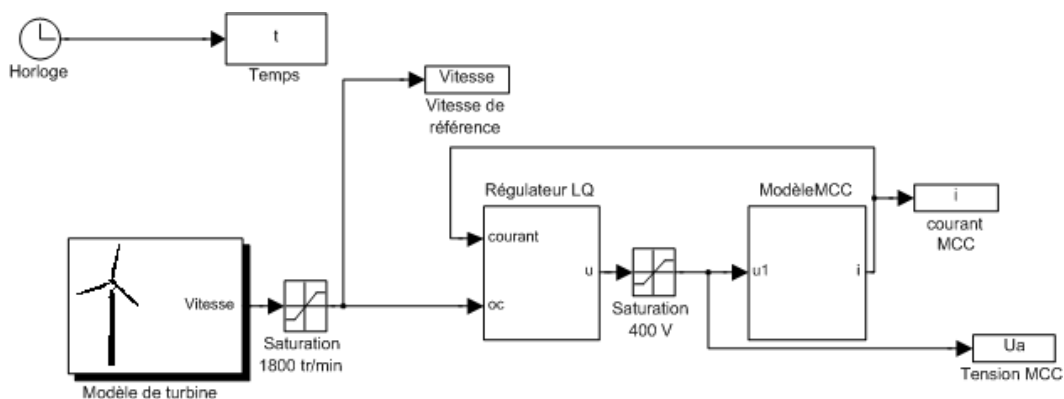 t
Horloge
Temps
Vitesse
Vitesse de
référence
Régulateur LQ
ModèleMCC
i
courant
MCC
courant
u
u1
i
oc
Saturation
400 V
Vitesse
Saturation
1800 tr/min
Ua
Tension MCC
Modèle de turbine